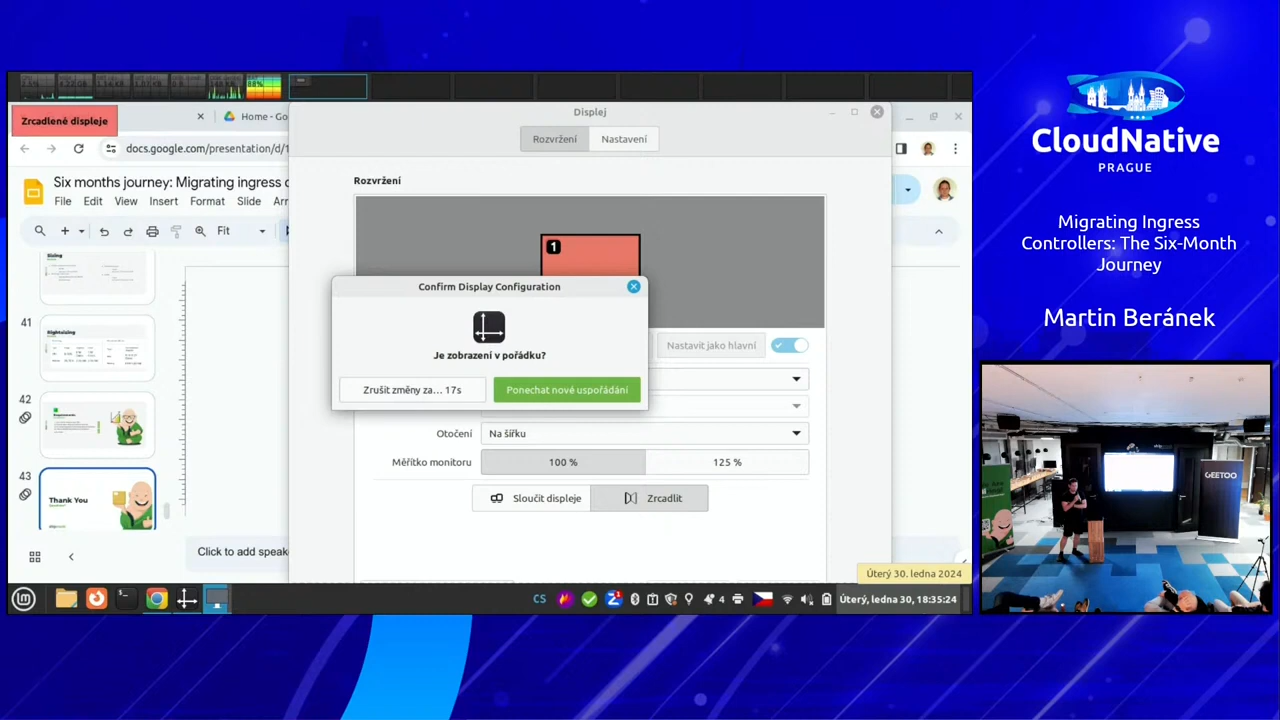 Zrcadlené displeje
Home - Go
docs.google.com/presentation/d/1
Six months journey: Migrating ingress c
File Edit View Insert Format Slide Arr
Fit
Sizing
41
Rightsizing
42
43
Thank You
Click to add speake
Displej
Rozvržení Nastavení
Rozvržení
1
Confirm Display Configuration
Je zobrazení v pořádku?
Zrušit změny za... 17s Ponechat nové uspořádání
Nastavit jako hlavní
Otočení Na šířku
Měřítko monitoru 100 % 125 %
Sloučit displeje Zrcadlit
Úterý 30. ledna 2024
CS 4 Úterý, ledna 30, 18:35:24
CloudNative
PRAGUE
Migrating Ingress
Controllers: The Six-Month
Journey
Martin Beránek
GEETOO